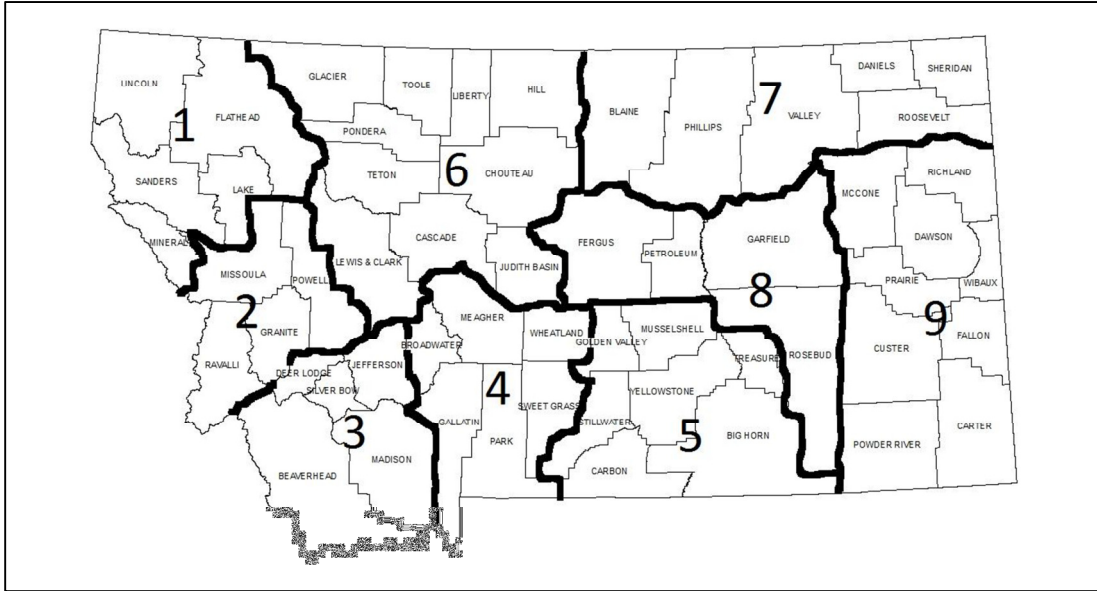 LINCOLN
FLATHEAD
GLACIER
TOOLE
LIBERTY
HILL
BLAINE
PHILLIPS
7
VALLEY
DANIELS
SHERIDAN
ROOSEVELT
1
SANDERS
LAKE
PONDERA
TETON
6
CHOUTEAU
MCCONE
RICHLAND
MINERAL
MISSOULA
POWELL
LEWIS & CLARK
CASCADE
JUDITH BASIN
FERGUS
PETROLEUM
GARFIELD
DAWSON
2
GRANITE
RAVALLI
MEAGHER
WHEATLAND
GOLDEN VALLEY
MUSSELSHELL
8
PRAIRIE
WIBAUX
9
DEER LODGE
SILVER BOW
JEFFERSON
BROADWATER
TREASURE
ROSEBUD
CUSTER
FALLON
3
BEAVERHEAD
MADISON
GALLATIN
4
PARK
SWEET GRASS
STILLWATER
YELLOWSTONE
5
CARBON
BIG HORN
POWDER RIVER
CARTER